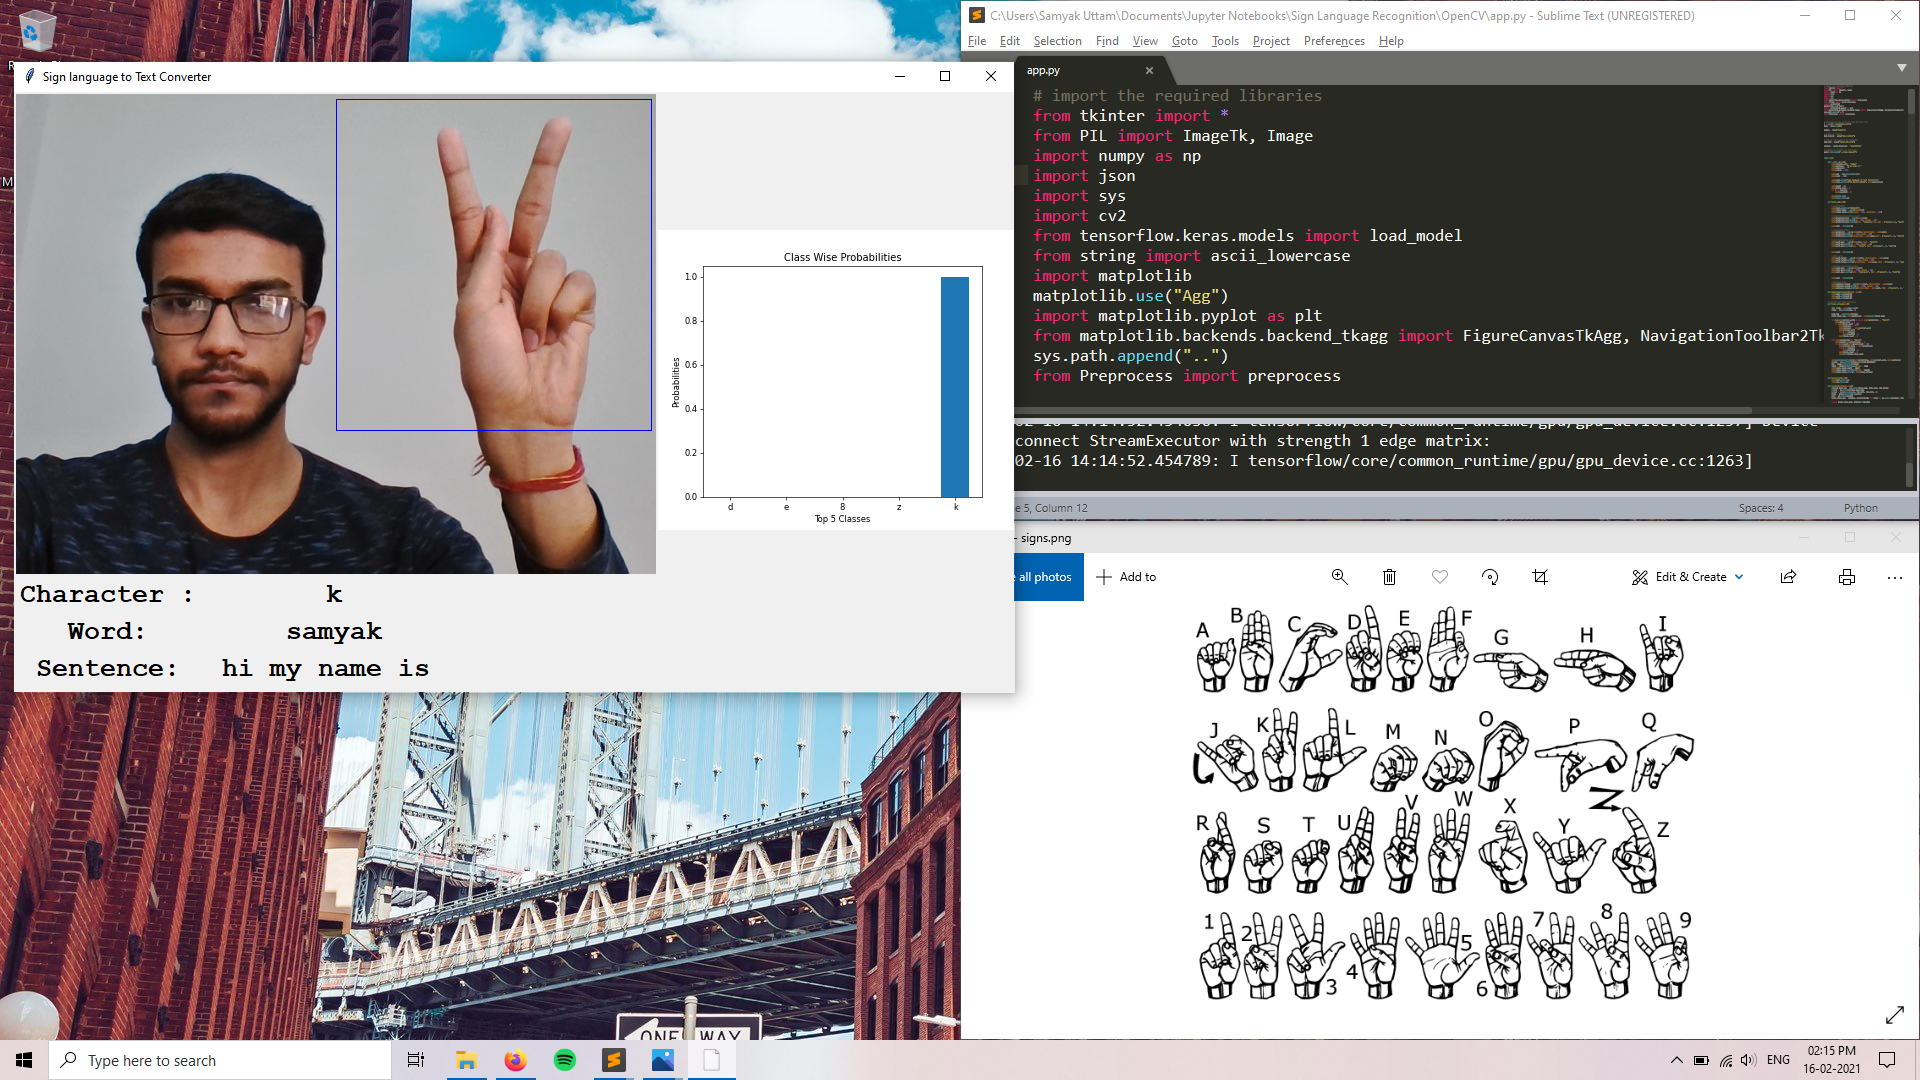 C:\Users\Samyak Uttam\Documents\Jupyter Notebooks\Sign Language Recognition\OpenCV\app.py - Sublime Text (UNREGISTERED)
File Edit Selection Find View Goto Tools Project Preferences Help
Sign language to Text Converter
app.py
# import the required libraries
from tkinter import *
from PIL import ImageTk, Image
import numpy as np
import json
import sys
import cv2
from tensorflow.keras.models import load_model
from string import ascii_lowercase
import matplotlib
matplotlib.use("Agg")
import matplotlib.pyplot as plt
from matplotlib.backends.backend_tkagg import FigureCanvasTkAgg, NavigationToolbar2Tk
sys.path.append("..")
from Preprocess import preprocess
connect StreamExecutor with strength 1 edge matrix:
02-16 14:14:52.454789: I tensorflow/core/common_runtime/gpu/gpu_device.cc:1263]
e 5, Column 12 Spaces: 4 Python
Class Wise Probabilities
1.0
0.8
0.6
0.4
0.2
0.0
Probabilities
d e 8 z k
Top 5 Classes
Character : k
Word: samyak
Sentence: hi my name is
- signs.png
e all photos Add to Edit & Create
A B C D E F G H I
J K L M N O P Q
R S T U V W X Y Z
1 2 3 4 5 6 7 8 9
ONE WAY
Type here to search
ENG
02:15 PM
16-02-2021